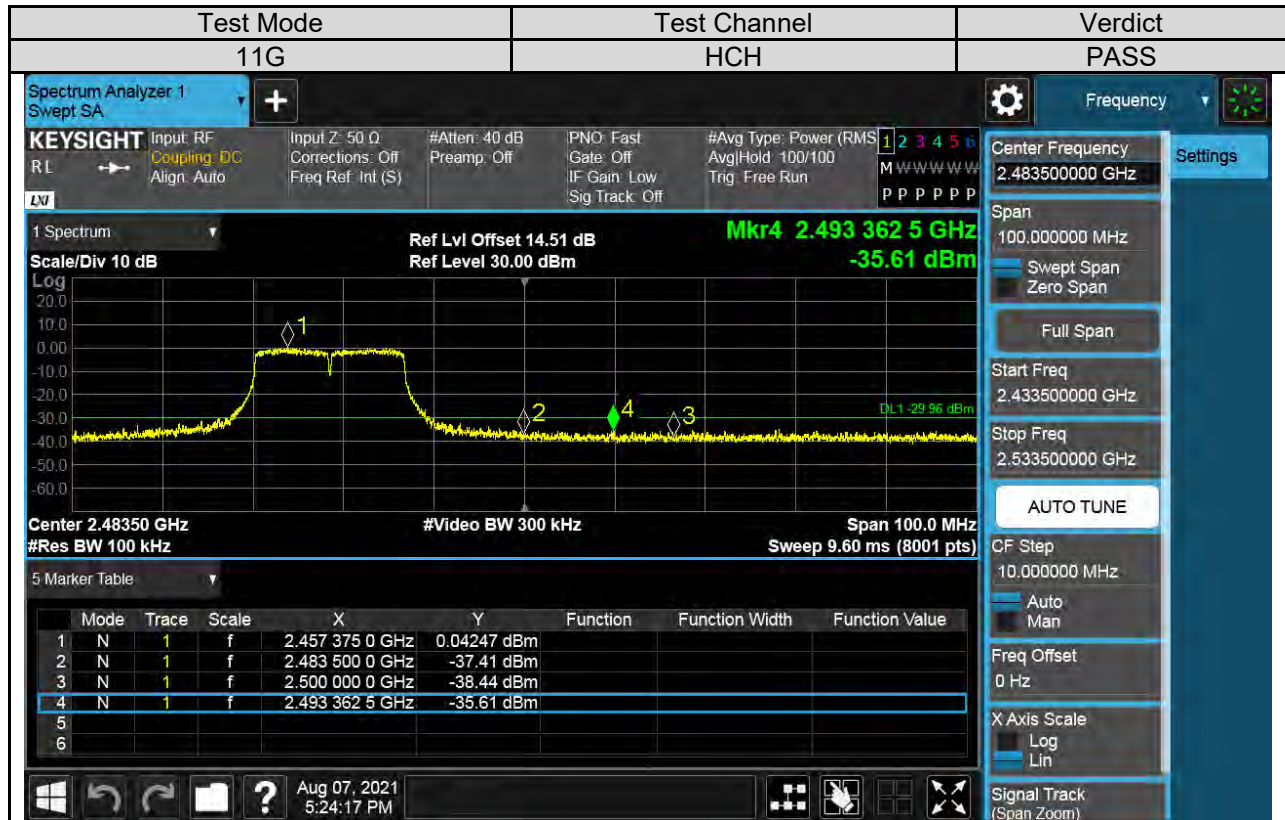 Test Mode Test Channel Verdict
11G HCH PASS
Spectrum Analyzer 1
Swept SA
+
Frequency
KEYSIGHT Input: RF Input Z: 50 Ω #Atten: 40 dB PNO: Fast #Avg Type: Power (RMS 1 2 3 4 5 6
RL Coupling: DC Corrections: Off Preamp: Off Gate: Off Avg|Hold: 100/100 M W W W W W
Align: Auto Freq Ref: Int (S) IF Gain: Low Trig: Free Run
LXI Sig Track: Off P P P P P P
1 Spectrum
Ref Lvl Offset 14.51 dB Mkr4 2.493 362 5 GHz
Scale/Div 10 dB Ref Level 30.00 dBm -35.61 dBm
Log
20.0
10.0
1
0.00
-10.0
-20.0
DL1 -29.96 dBm
-30.0
2 4 3
-40.0
-50.0
-60.0
Center 2.48350 GHz #Video BW 300 kHz Span 100.0 MHz
#Res BW 100 kHz Sweep 9.60 ms (8001 pts)
5 Marker Table
Mode Trace Scale X Y Function Function Width Function Value
1 N 1 f 2.457 375 0 GHz 0.04247 dBm
2 N 1 f 2.483 500 0 GHz -37.41 dBm
3 N 1 f 2.500 000 0 GHz -38.44 dBm
4 N 1 f 2.493 362 5 GHz -35.61 dBm
5
6
?
Aug 07, 2021
5:24:17 PM
Center Frequency
2.483500000 GHz
Settings
Span
100.000000 MHz
Swept Span
Zero Span
Full Span
Start Freq
2.433500000 GHz
Stop Freq
2.533500000 GHz
AUTO TUNE
CF Step
10.000000 MHz
Auto
Man
Freq Offset
0 Hz
X Axis Scale
Log
Lin
Signal Track
(Span Zoom)